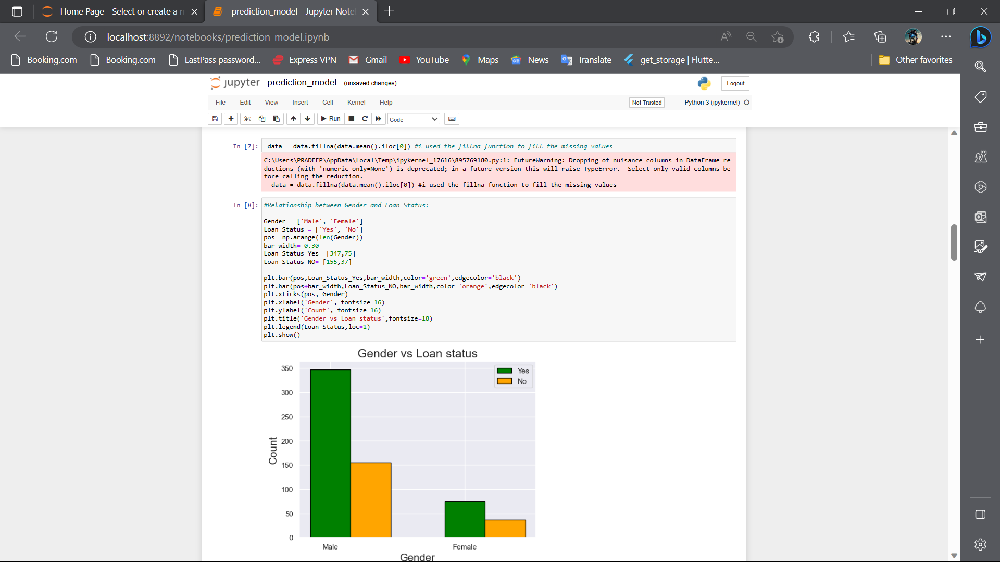 Home Page - Select or create a n
prediction_model - Jupyter Note
localhost:8892/notebooks/prediction_model.ipynb
Booking.com
Booking.com
LastPass password...
Express VPN
Gmail
YouTube
Maps
News
Translate
get_storage | Flutte...
Other favorites
jupyter prediction_model (unsaved changes)
Logout
File Edit View Insert Cell Kernel Help
Not Trusted
Python 3 (ipykernel)
Run
Code
In [7]: data = data.fillna(data.mean().iloc[0]) #i used the fillna function to fill the missing values
C:\Users\PRADEEP\AppData\Local\Temp\ipykernel_17616\895769180.py:1: FutureWarning: Dropping of nuisance columns in DataFrame re
ductions (with 'numeric_only=None') is deprecated; in a future version this will raise TypeError.  Select only valid columns be
fore calling the reduction.
  data = data.fillna(data.mean().iloc[0]) #i used the fillna function to fill the missing values
In [8]: #Relationship between Gender and Loan Status:
Gender = ['Male', 'Female']
Loan_Status = ['Yes', 'No']
pos= np.arange(len(Gender))
bar_width= 0.30
Loan_Status_Yes= [347,75]
Loan_Status_NO= [155,37]
plt.bar(pos,Loan_Status_Yes,bar_width,color='green',edgecolor='black')
plt.bar(pos+bar_width,Loan_Status_NO,bar_width,color='orange',edgecolor='black')
plt.xticks(pos, Gender)
plt.xlabel('Gender', fontsize=16)
plt.ylabel('Count', fontsize=16)
plt.title('Gender vs Loan status',fontsize=18)
plt.legend(Loan_Status,loc=1)
plt.show()
Gender vs Loan status
Yes
No
350
300
250
200
150
100
50
0
Count
Male
Female
Gender